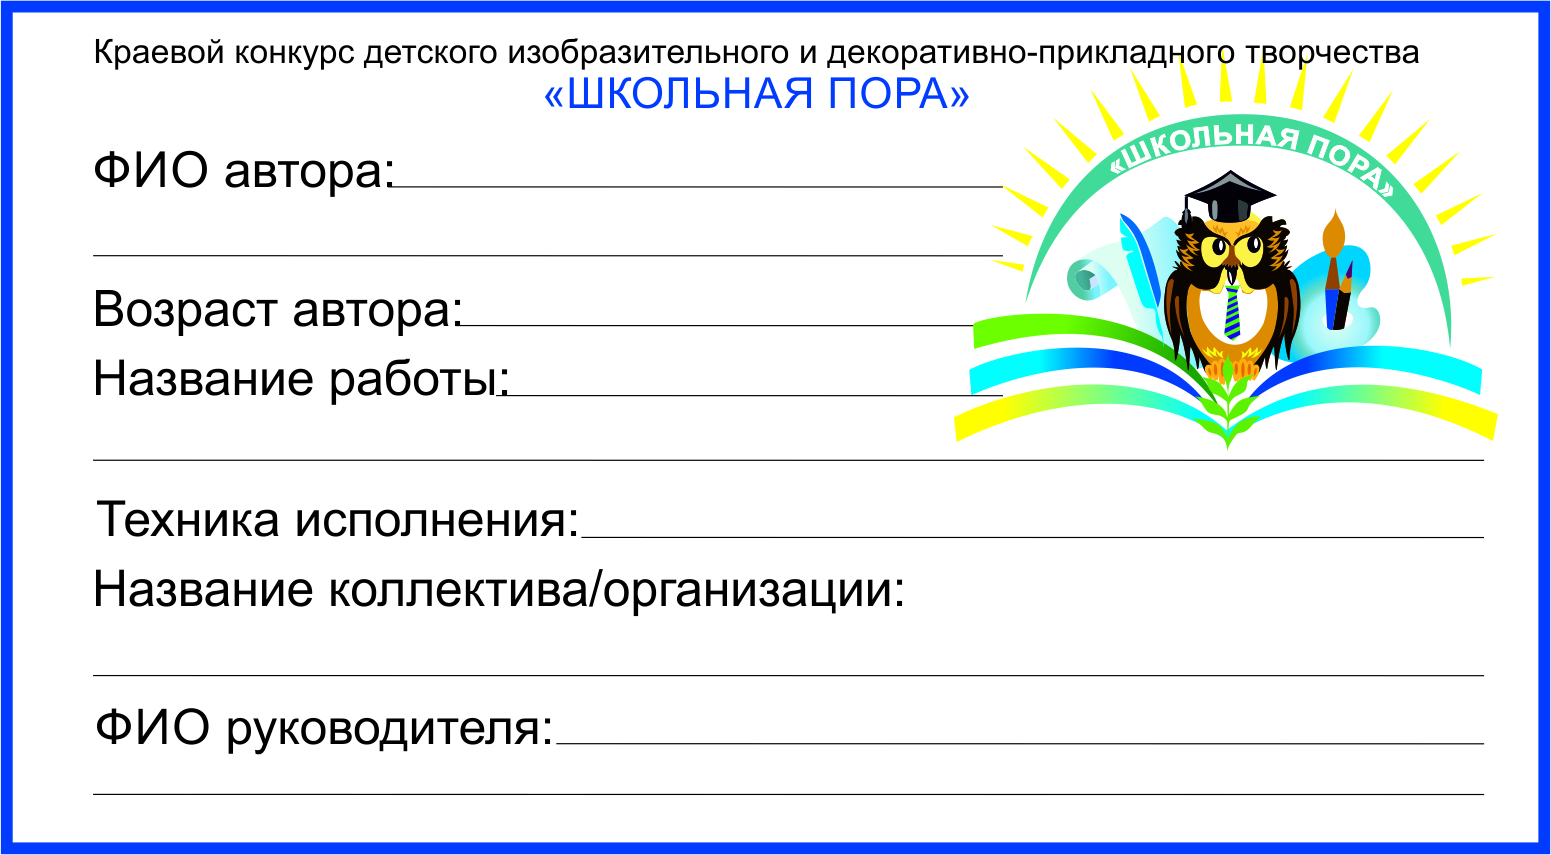 Краевой конкурс детского изобразительного и декоративно-прикладного творчества
«ШКОЛЬНАЯ ПОРА»
«ШКОЛЬНАЯ ПОРА»
ФИО автора:
Возраст автора:
Название работы:
Техника исполнения:
Название коллектива/организации:
ФИО руководителя: